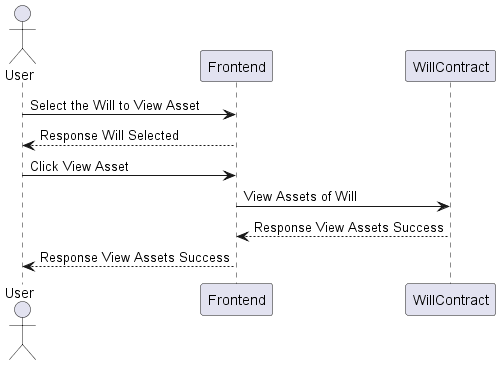 User
Frontend
WillContract
Select the Will to View Asset
Response Will Selected
Click View Asset
View Assets of Will
Response View Assets Success
Response View Assets Success
User
Frontend
WillContract